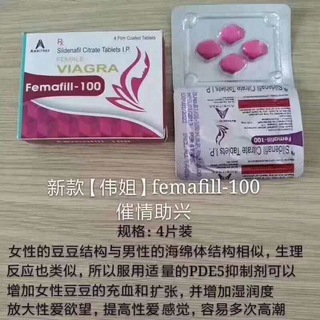 4 Film Coated Tablets
Rx
Sildenafil Citrate Tablets I.P.
FEMALE
VIAGRA
Femafill-100
Sildenafil Citrate Tablets I.P.
Femafill-100
新款【伟姐】femafill-100
催情助兴
规格:4片装
女性的豆豆结构与男性的海绵体结构相似，生理
反应也类似，所以服用适量的PDE5抑制剂可以
增加女性豆豆的充血和扩张，并增加湿润度
放大性爱欲望，提高性爱感觉，容易多次高潮